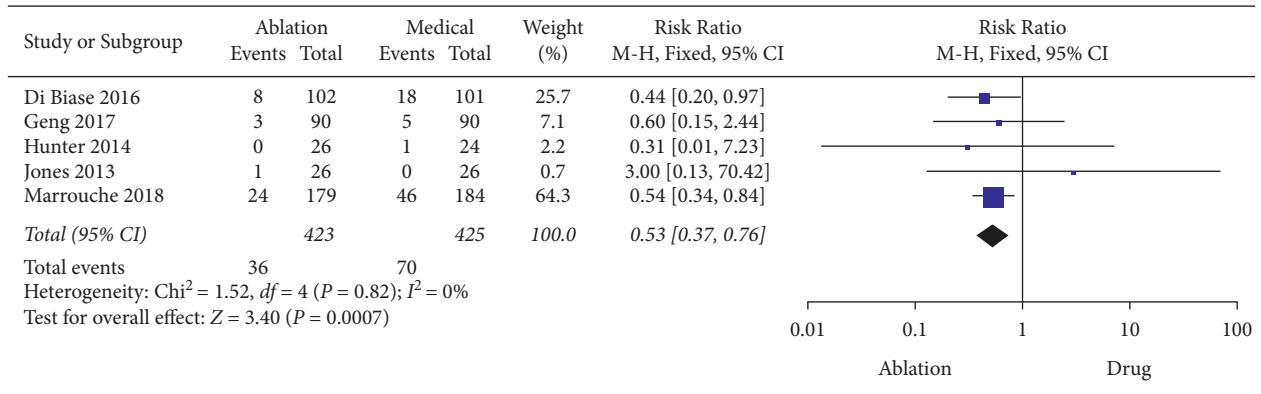 Study or Subgroup Ablation Medical Weight Risk Ratio Risk Ratio
Events Total Events Total (%) M-H, Fixed, 95% CI M-H, Fixed, 95% CI
Di Biase 2016 8 102 18 101 25.7 0.44 [0.20, 0.97]
Geng 2017 3 90 5 90 7.1 0.60 [0.15, 2.44]
Hunter 2014 0 26 1 24 2.2 0.31 [0.01, 7.23]
Jones 2013 1 26 0 26 0.7 3.00 [0.13, 70.42]
Marrouche 2018 24 179 46 184 64.3 0.54 [0.34, 0.84]
Total (95% CI) 423 425 100.0 0.53 [0.37, 0.76]
Total events 36 70
Heterogeneity: Chi² = 1.52, df = 4 (P = 0.82); I² = 0%
Test for overall effect: Z = 3.40 (P = 0.0007)
0.01 0.1 1 10 100
Ablation Drug